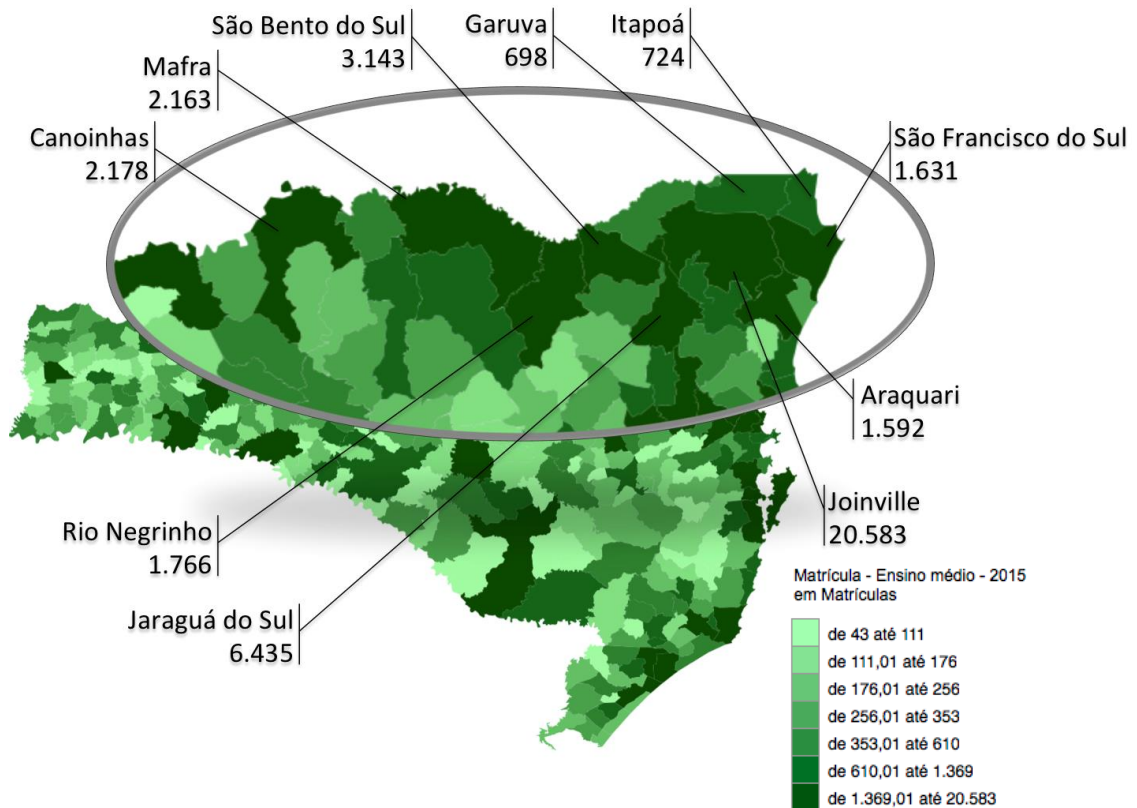 São Bento do Sul
3.143
Garuva
698
Itapoá
724
Mafra
2.163
Canoinhas
2.178
São Francisco do Sul
1.631
Araquari
1.592
Joinville
20.583
Rio Negrinho
1.766
Jaraguá do Sul
6.435
Matrícula - Ensino médio - 2015
em Matrículas
de 43 até 111
de 111,01 até 176
de 176,01 até 256
de 256,01 até 353
de 353,01 até 610
de 610,01 até 1.369
de 1.369,01 até 20.583